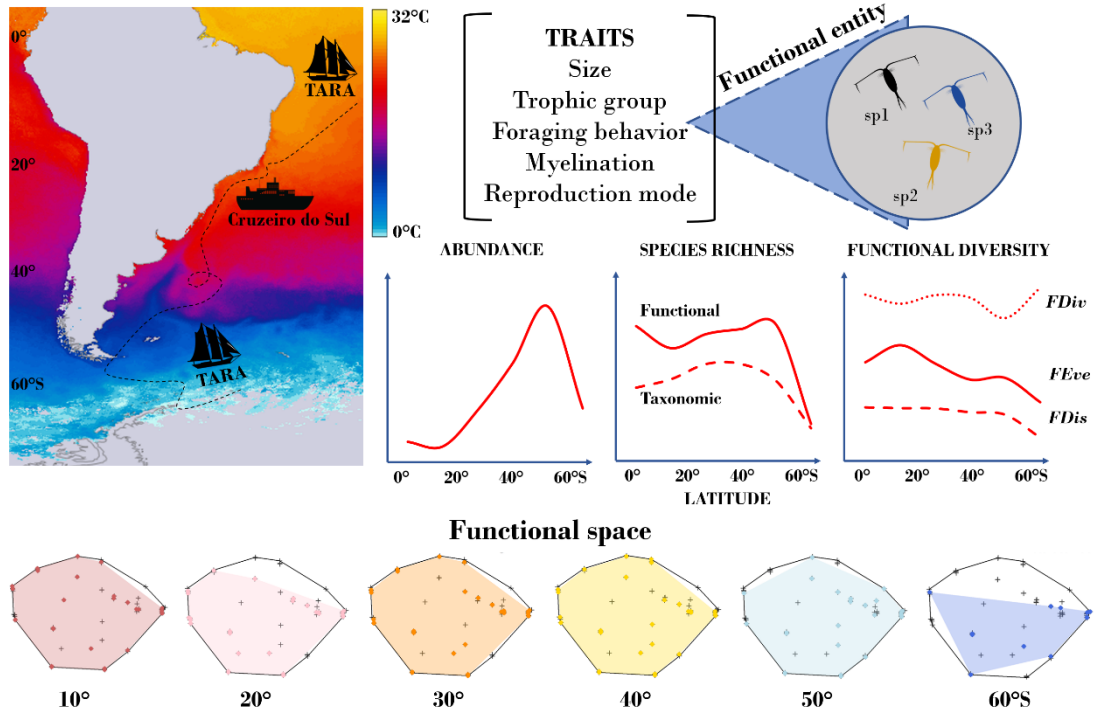 0°
20°
40°
60°S
TARA
Cruzeiro do Sul
TARA
32°C
0°C
TRAITS
Size
Trophic group
Foraging behavior
Myelination
Reproduction mode
Functional entity
sp1
sp3
sp2
ABUNDANCE
0° 20° 40° 60°S
SPECIES RICHNESS
Functional
Taxonomic
0° 20° 40° 60°S
LATITUDE
FUNCTIONAL DIVERSITY
FDiv
FEve
FDis
0° 20° 40° 60°S
Functional space
10° 20° 30° 40° 50° 60°S